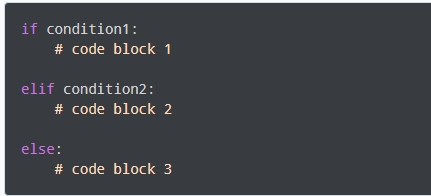 if condition1:
    # code block 1
elif condition2:
    # code block 2
else:
    # code block 3